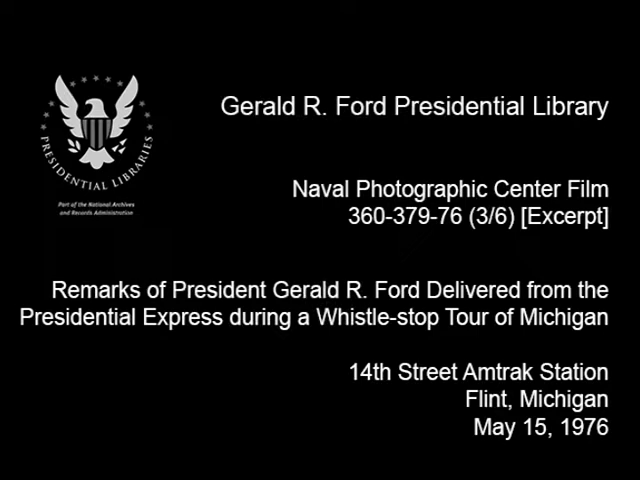 Gerald R. Ford Presidential Library
PRESIDENTIAL LIBRARIES
Part of the National Archives
and Records Administration
Naval Photographic Center Film
360-379-76 (3/6) [Excerpt]
Remarks of President Gerald R. Ford Delivered from the
Presidential Express during a Whistle-stop Tour of Michigan
14th Street Amtrak Station
Flint, Michigan
May 15, 1976